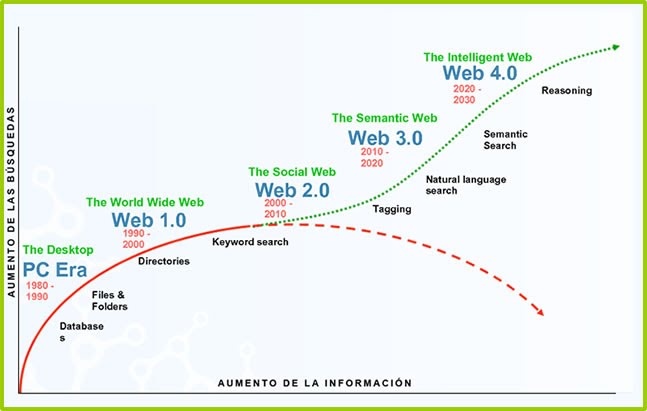 The Intelligent Web
Web 4.0
2020 -
2030
Reasoning
The Semantic Web
Web 3.0
2010 -
2020
Semantic
Search
The Social Web
Web 2.0
2000 -
2010
Natural language
search
Tagging
The World Wide Web
Web 1.0
1990 -
2000
Keyword search
Directories
The Desktop
PC Era
1980 -
1990
Files &
Folders
Database
s
AUMENTO DE LAS BÚSQUEDAS
AUMENTO DE LA INFORMACIÓN